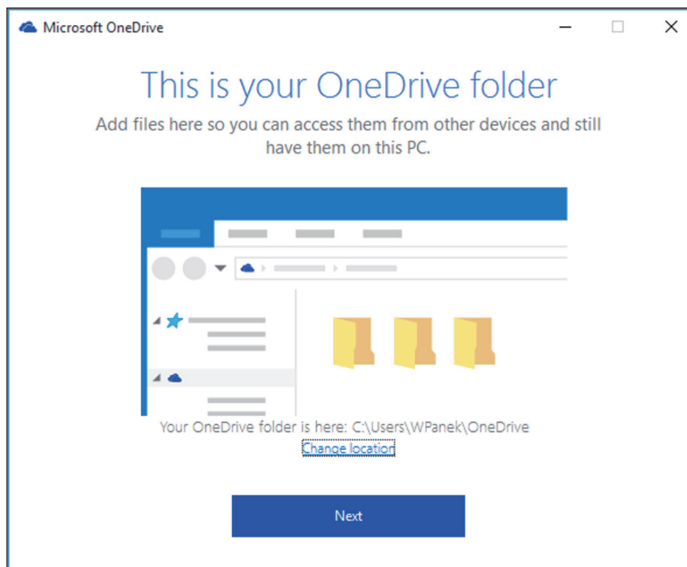 Microsoft OneDrive
This is your OneDrive folder
Add files here so you can access them from other devices and still
have them on this PC.
Your OneDrive folder is here: C:\Users\WPanek\OneDrive
Change location
Next